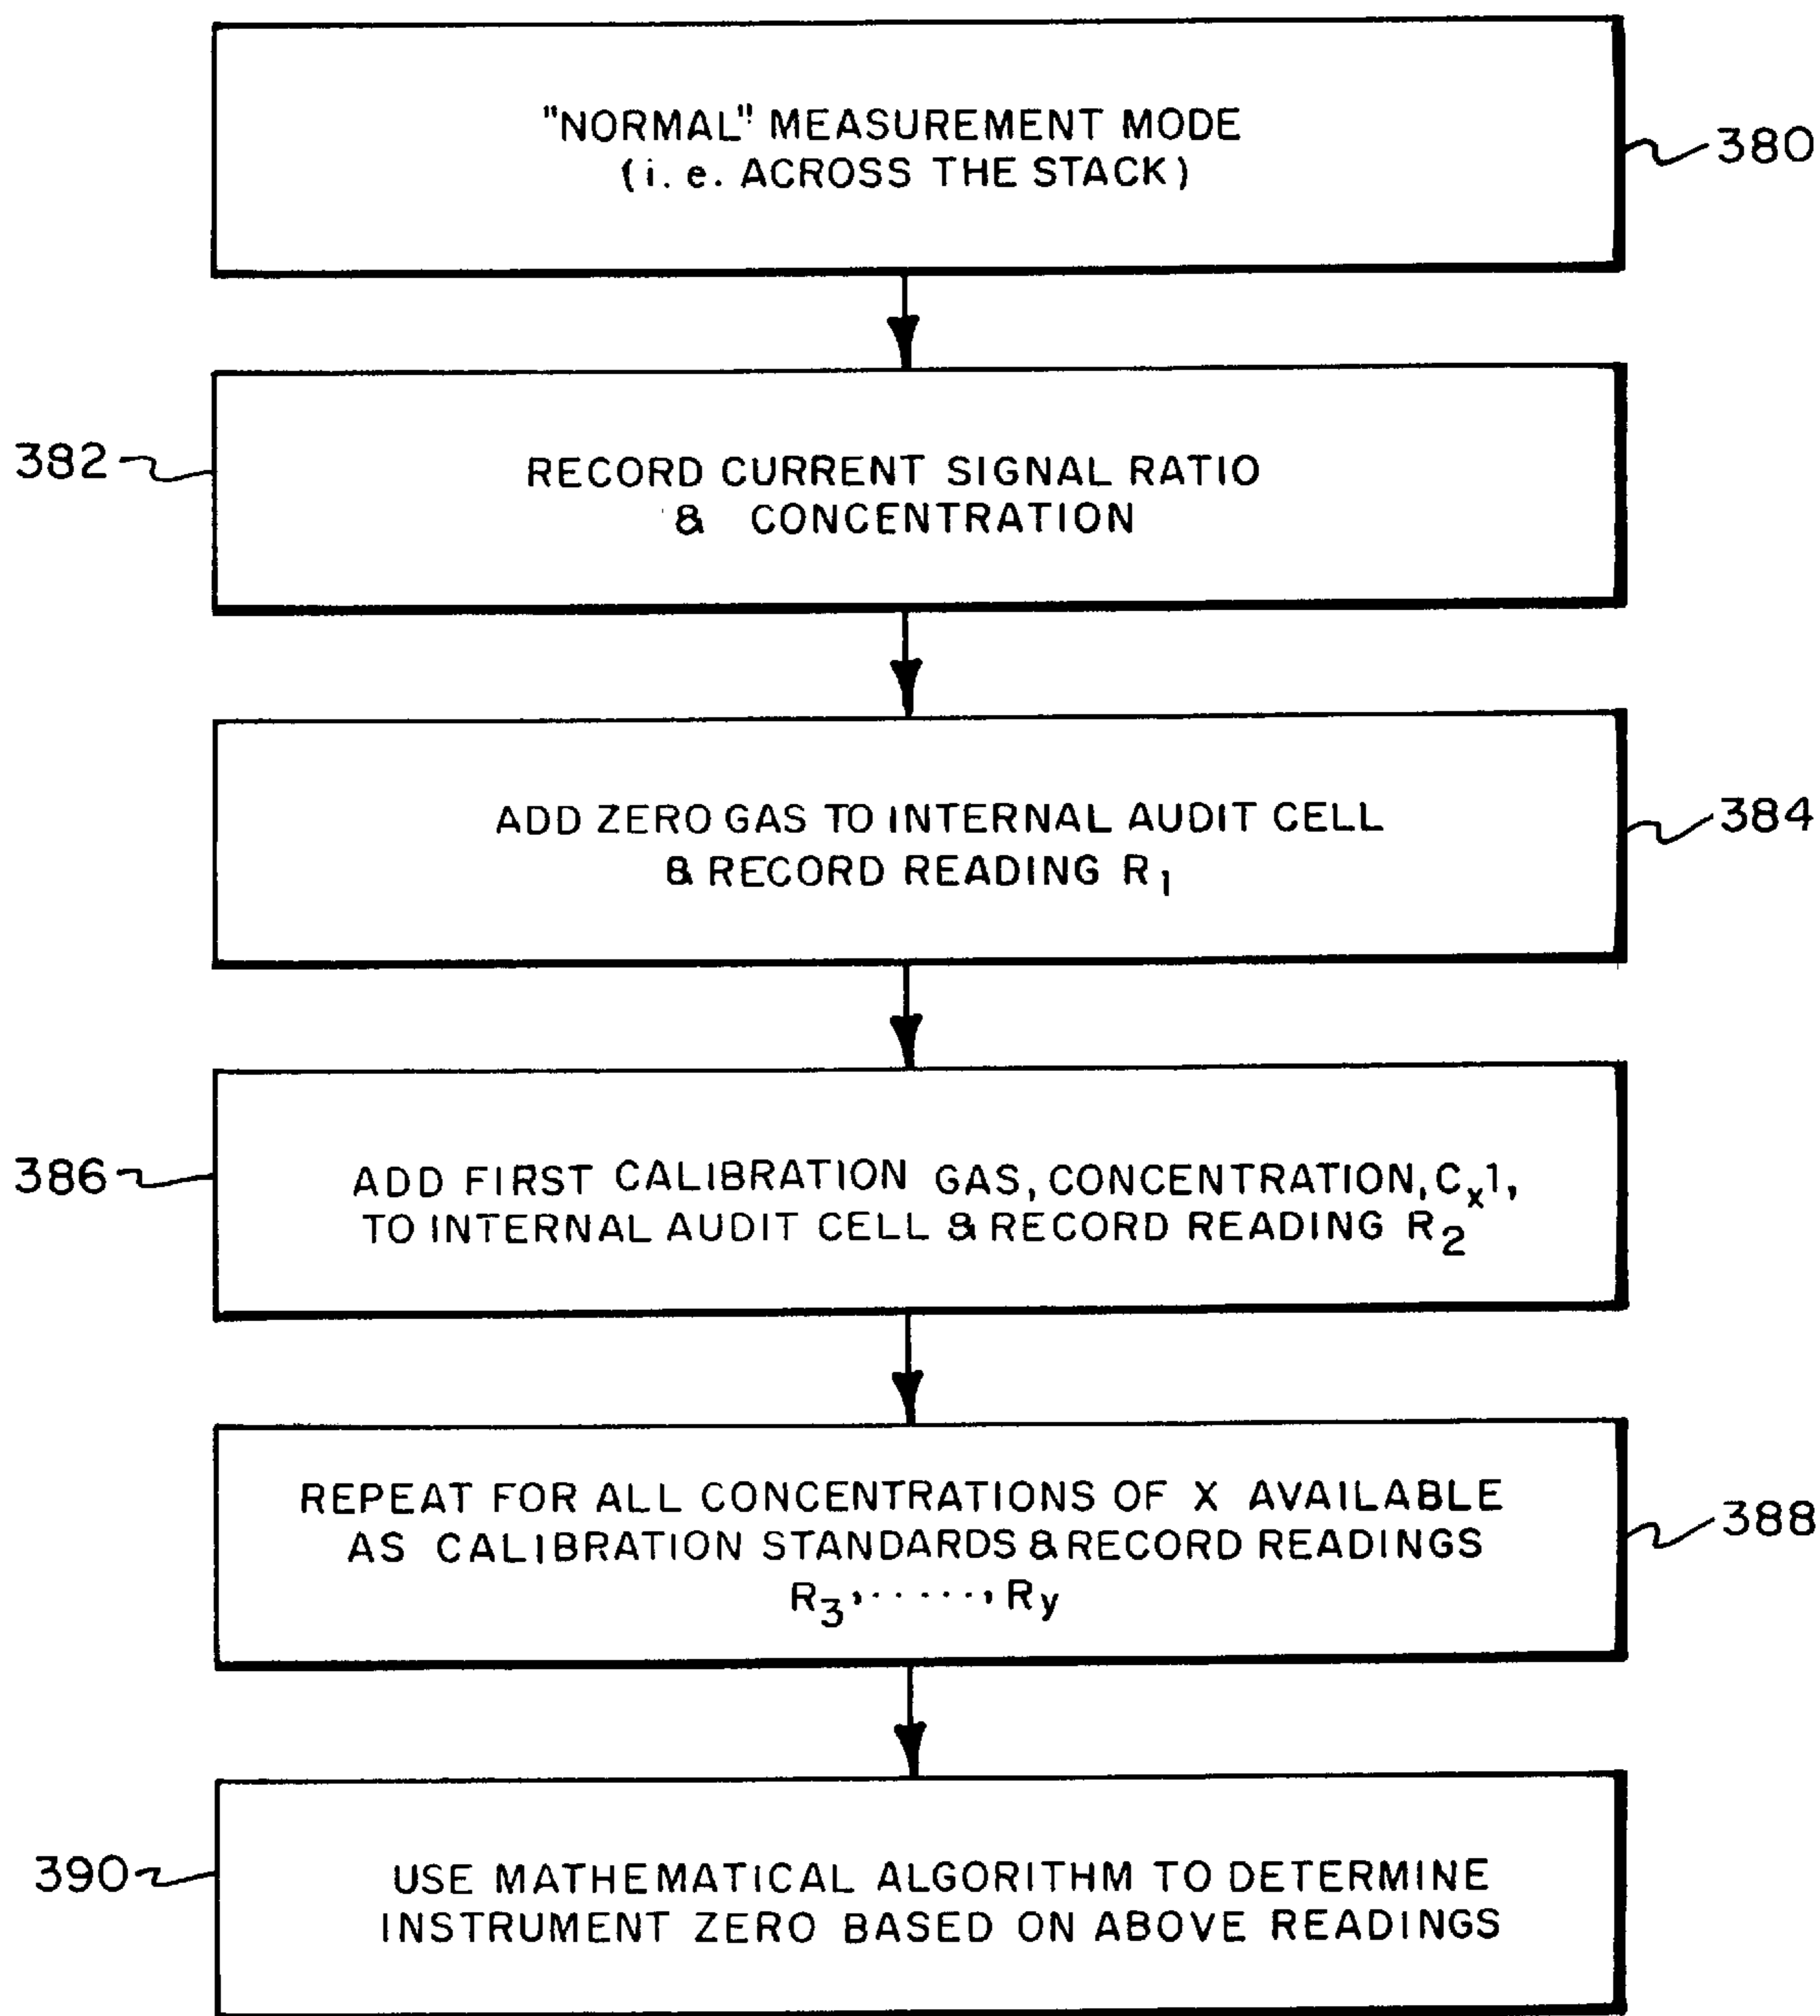 "NORMAL" MEASUREMENT MODE
(i. e. ACROSS THE STACK)
380
382
RECORD CURRENT SIGNAL RATIO
& CONCENTRATION
ADD ZERO GAS TO INTERNAL AUDIT CELL
& RECORD READING R1
384
386
ADD FIRST CALIBRATION GAS, CONCENTRATION, Cx1,
TO INTERNAL AUDIT CELL & RECORD READING R2
REPEAT FOR ALL CONCENTRATIONS OF X AVAILABLE
AS CALIBRATION STANDARDS & RECORD READINGS
R3, ....., Ry
388
390
USE MATHEMATICAL ALGORITHM TO DETERMINE
INSTRUMENT ZERO BASED ON ABOVE READINGS